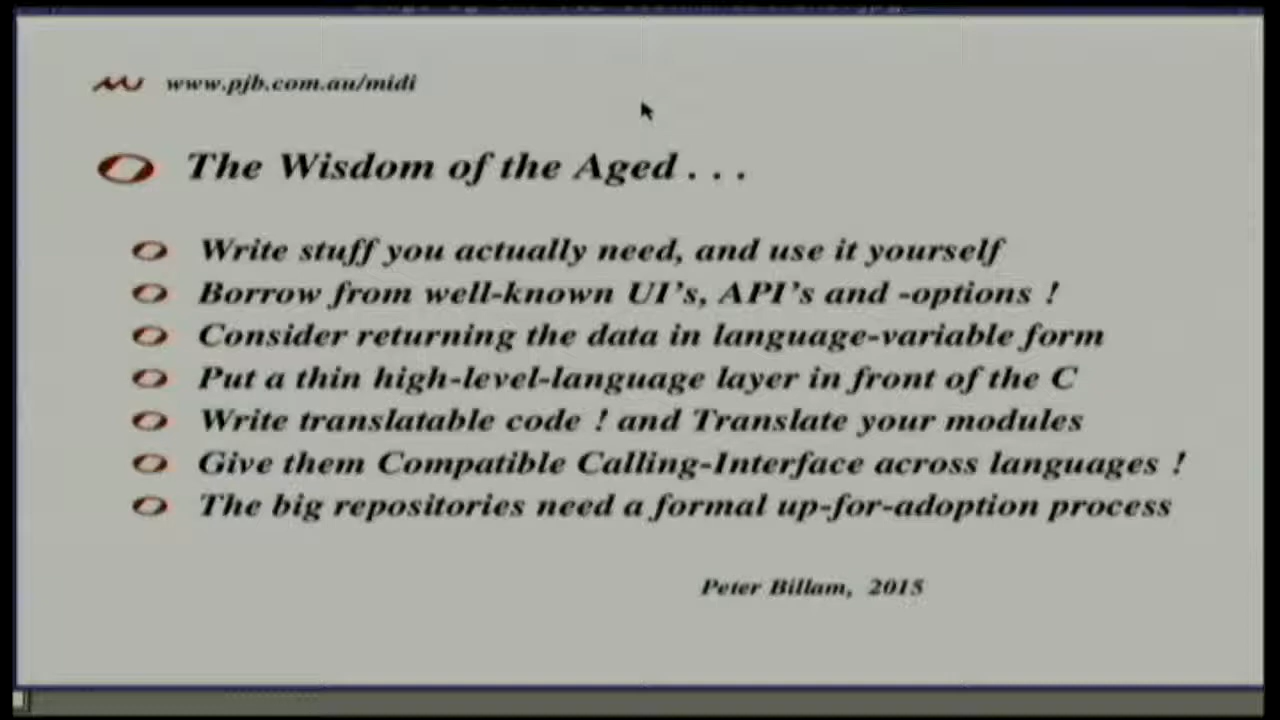 www.pjb.com.au/midi
The Wisdom of the Aged . . .
Write stuff you actually need, and use it yourself
Borrow from well-known UI's, API's and -options !
Consider returning the data in language-variable form
Put a thin high-level-language layer in front of the C
Write translatable code ! and Translate your modules
Give them Compatible Calling-Interface across languages !
The big repositories need a formal up-for-adoption process
Peter Billam, 2015